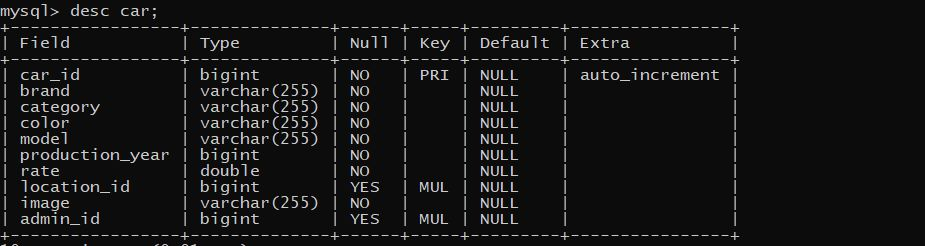 mysql> desc car;
+-----------------+--------------+------+-----+---------+----------------+
| Field           | Type         | Null | Key | Default | Extra          |
+-----------------+--------------+------+-----+---------+----------------+
| car_id          | bigint       | NO   | PRI | NULL    | auto_increment |
| brand           | varchar(255) | NO   |     | NULL    |                |
| category        | varchar(255) | NO   |     | NULL    |                |
| color           | varchar(255) | NO   |     | NULL    |                |
| model           | varchar(255) | NO   |     | NULL    |                |
| production_year | bigint       | NO   |     | NULL    |                |
| rate            | double       | NO   |     | NULL    |                |
| location_id     | bigint       | YES  | MUL | NULL    |                |
| image           | varchar(255) | NO   |     | NULL    |                |
| admin_id        | bigint       | YES  | MUL | NULL    |                |
+-----------------+--------------+------+-----+---------+----------------+